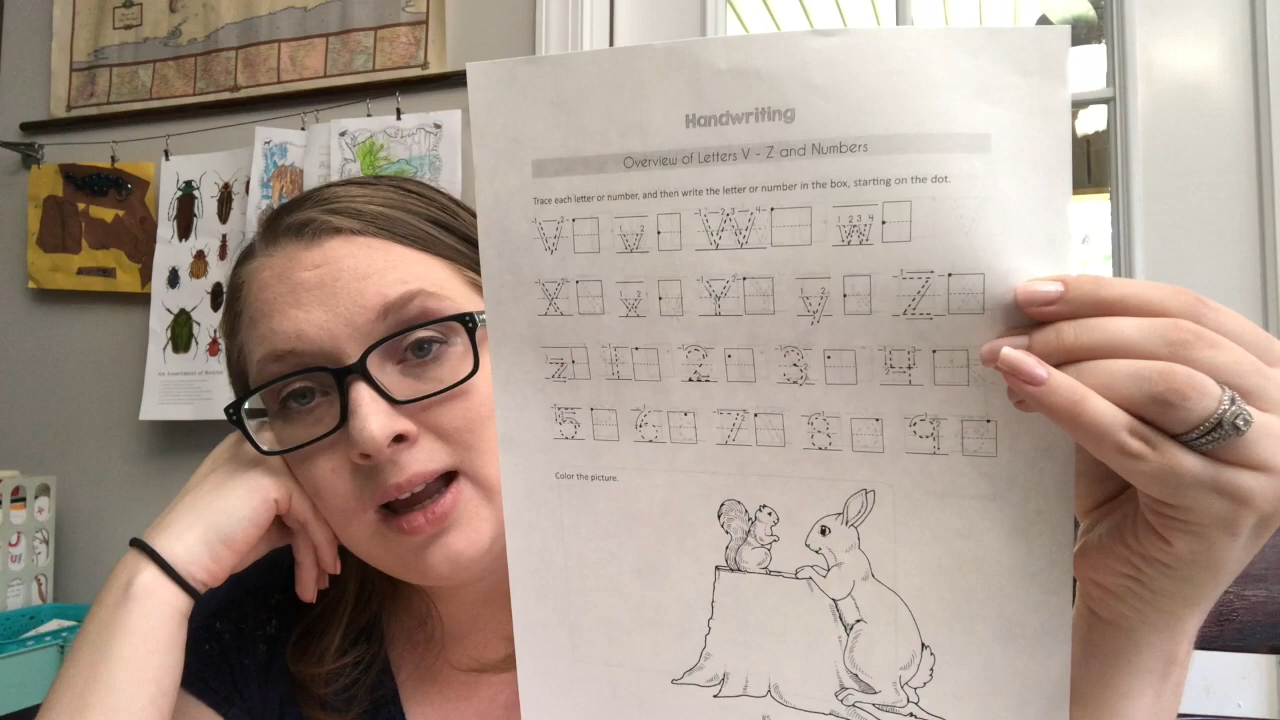 Handwriting
Overview of Letters V - Z and Numbers
Trace each letter or number, and then write the letter or number in the box, starting on the dot.
V v W w
X x Y y Z
z 1 2 3 4
5 6 7 8 9
Color the picture.
85